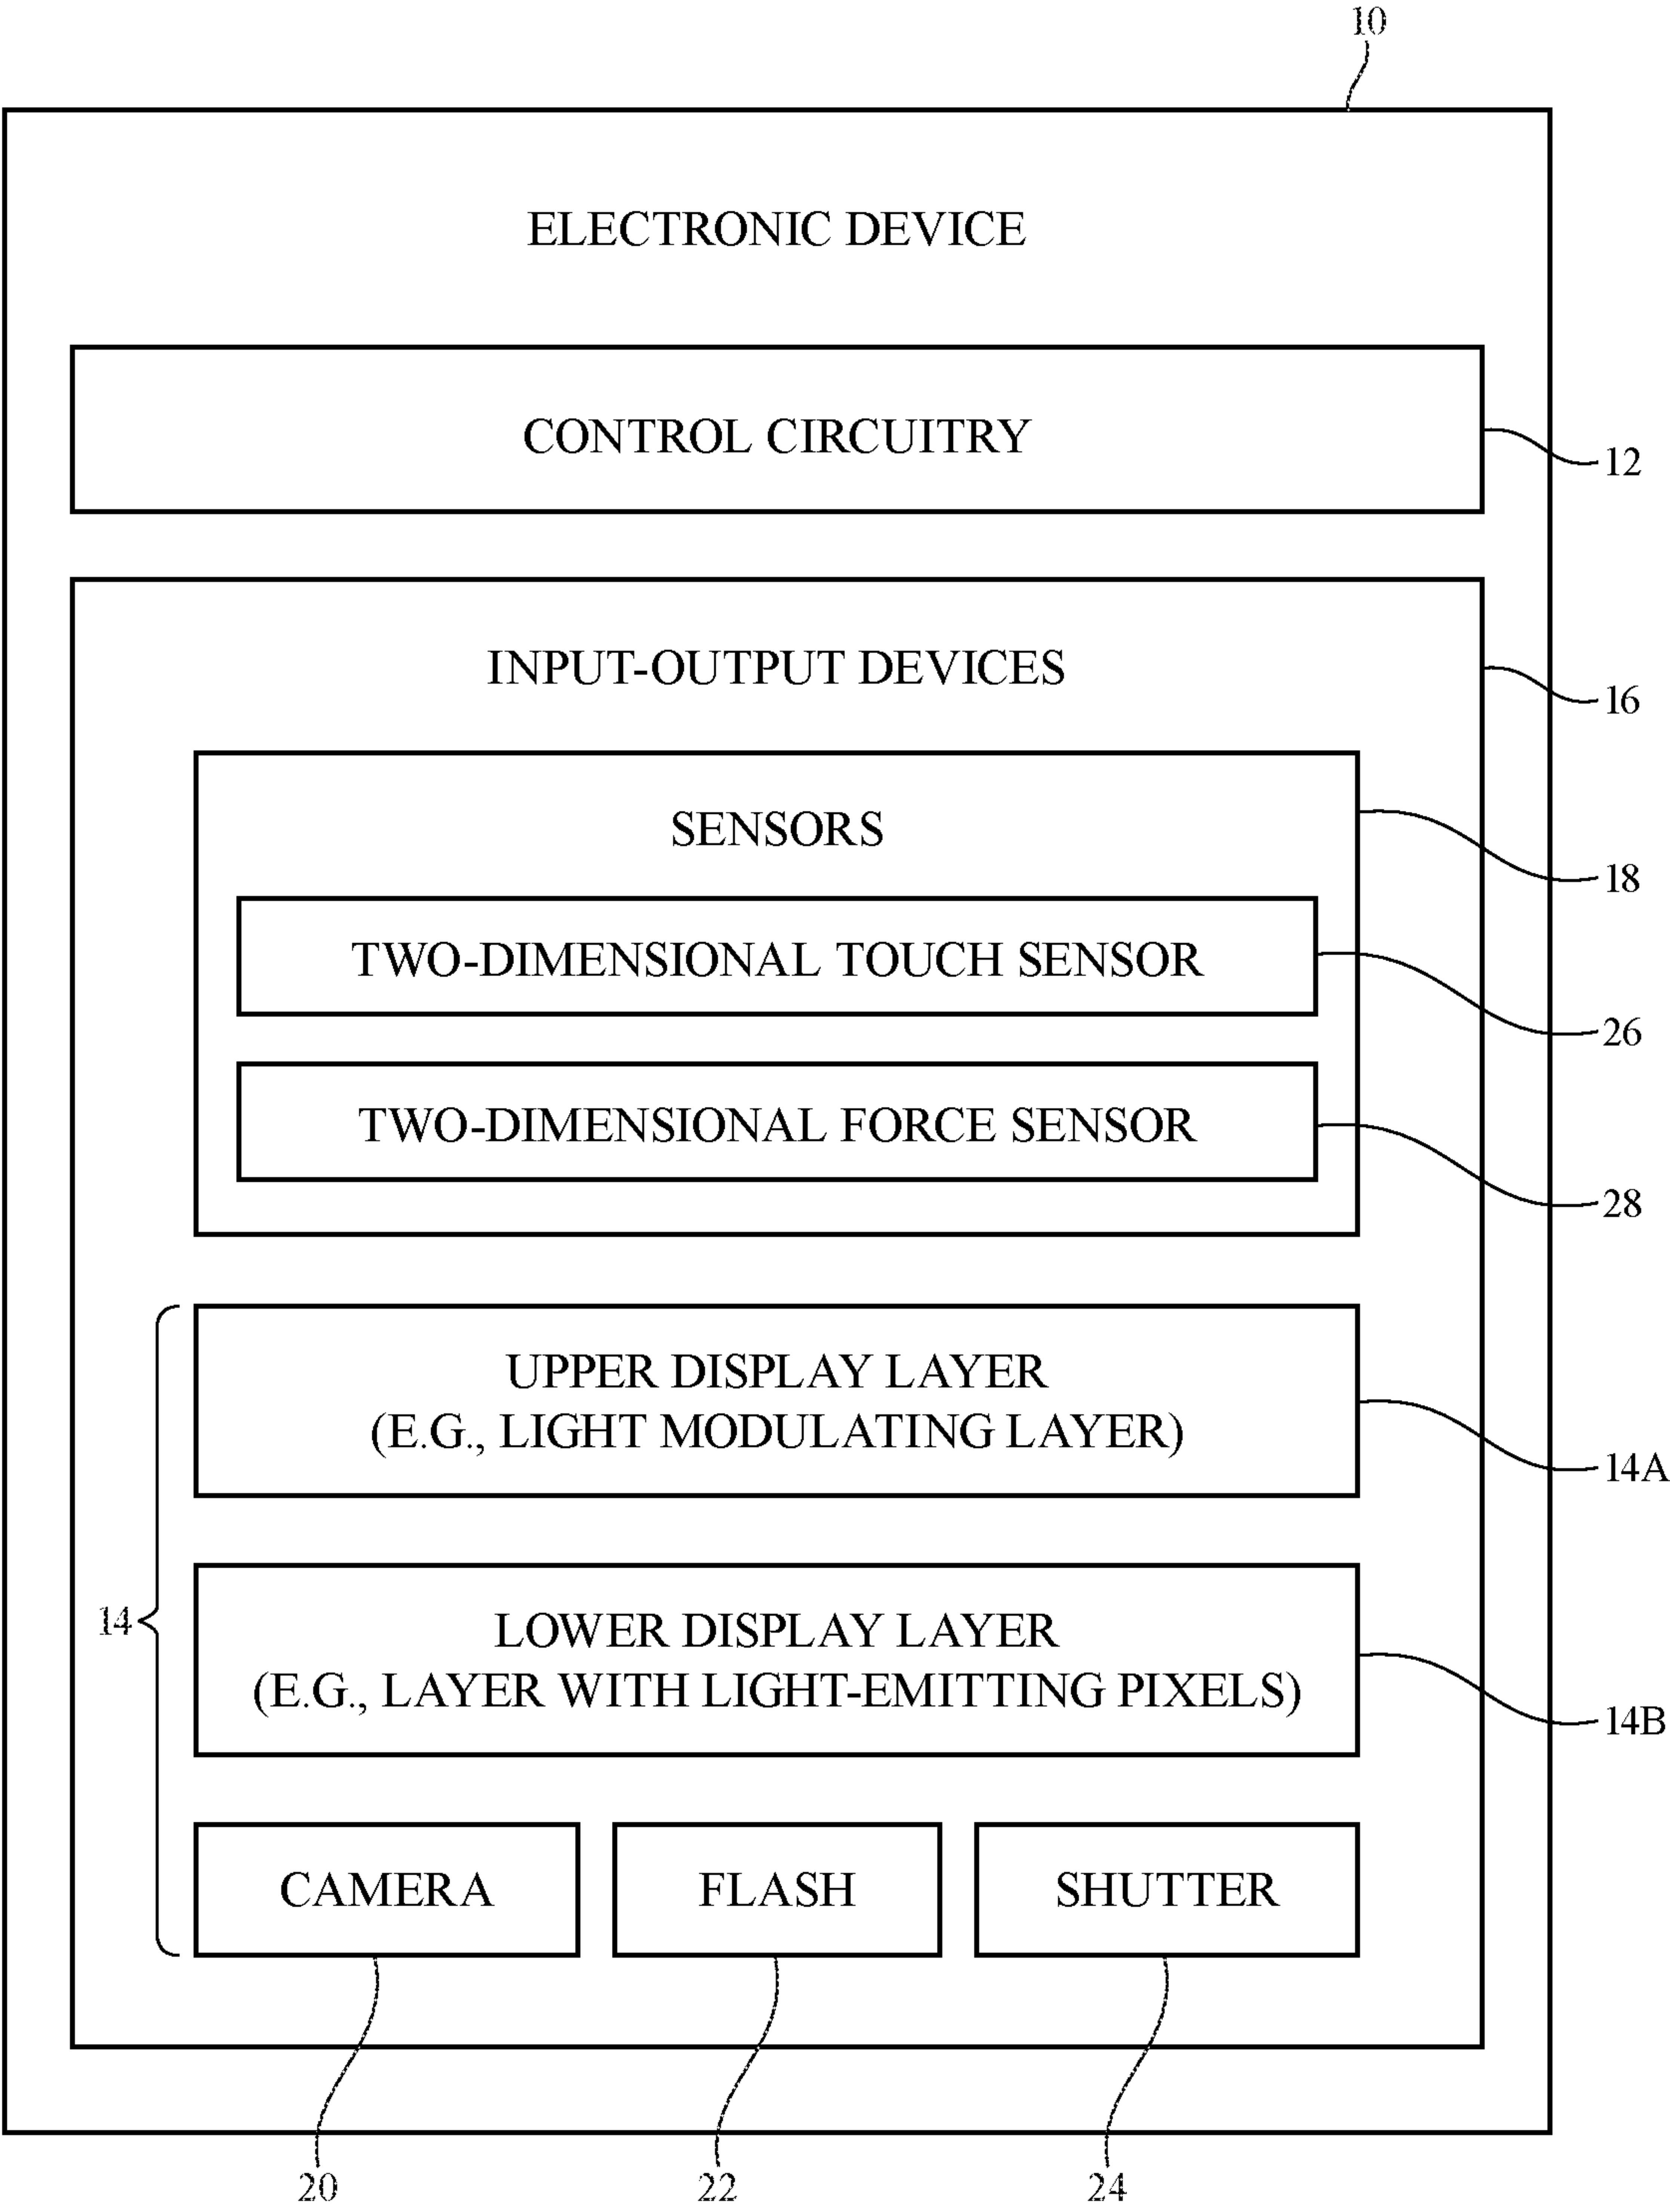 10
ELECTRONIC DEVICE
CONTROL CIRCUITRY
12
INPUT-OUTPUT DEVICES
16
SENSORS
18
TWO-DIMENSIONAL TOUCH SENSOR
26
TWO-DIMENSIONAL FORCE SENSOR
28
UPPER DISPLAY LAYER
(E.G., LIGHT MODULATING LAYER)
14A
14
LOWER DISPLAY LAYER
(E.G., LAYER WITH LIGHT-EMITTING PIXELS)
14B
CAMERA
FLASH
SHUTTER
20
22
24